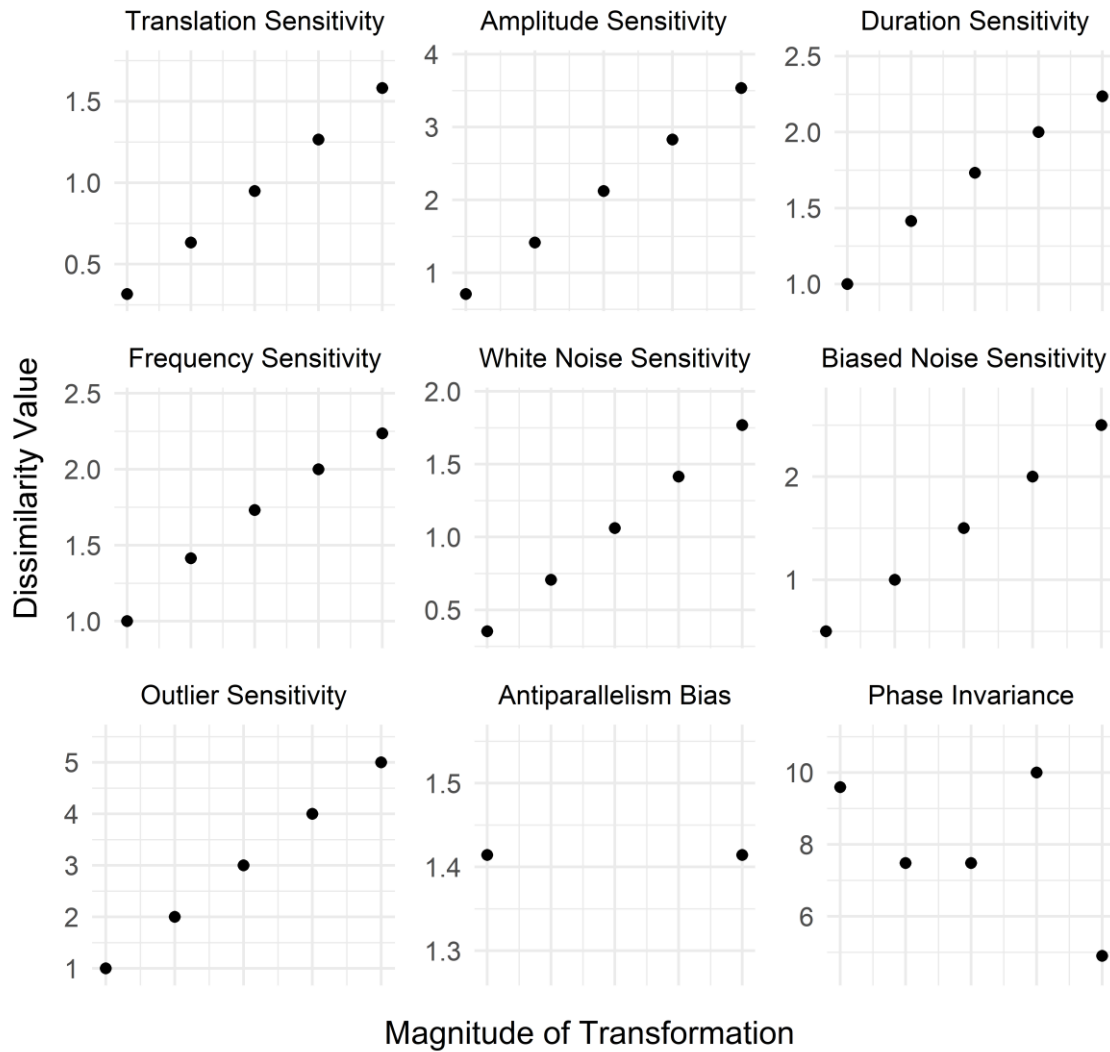 Translation Sensitivity
Amplitude Sensitivity
Duration Sensitivity
1.5
1.0
0.5
4
3
2
1
2.5
2.0
1.5
1.0
Frequency Sensitivity
White Noise Sensitivity
Biased Noise Sensitivity
2.5
2.0
1.5
1.0
2.0
1.5
1.0
0.5
2
1
Dissimilarity Value
Outlier Sensitivity
Antiparallelism Bias
Phase Invariance
5
4
3
2
1
1.5
1.4
1.3
10
8
6
Magnitude of Transformation